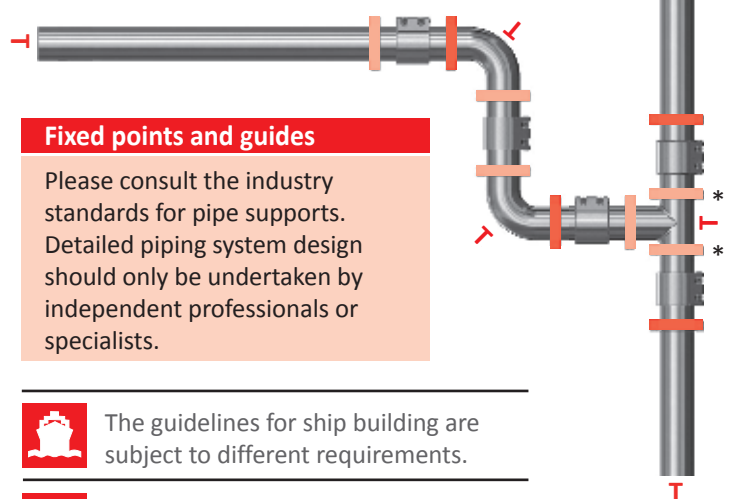 Fixed points and guides
Please consult the industry
standards for pipe supports.
Detailed piping system design
should only be undertaken by
independent professionals or
specialists.
*
*
The guidelines for ship building are
subject to different requirements.